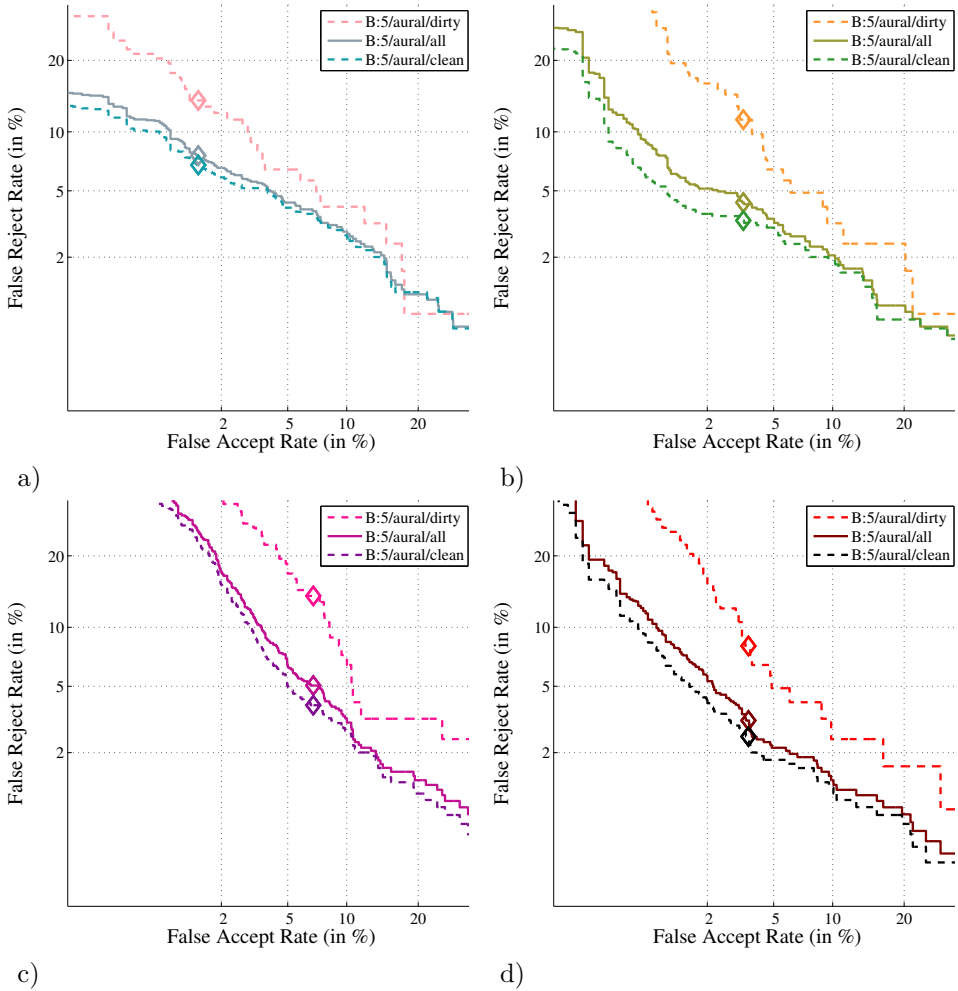 B:5/aural/dirty
B:5/aural/all
B:5/aural/clean
20
10
5
2
False Reject Rate (in %)
2 5 10 20
False Accept Rate (in %)
a)
B:5/aural/dirty
B:5/aural/all
B:5/aural/clean
20
10
5
2
False Reject Rate (in %)
2 5 10 20
False Accept Rate (in %)
b)
B:5/aural/dirty
B:5/aural/all
B:5/aural/clean
20
10
5
2
False Reject Rate (in %)
2 5 10 20
False Accept Rate (in %)
c)
B:5/aural/dirty
B:5/aural/all
B:5/aural/clean
20
10
5
2
False Reject Rate (in %)
2 5 10 20
False Accept Rate (in %)
d)